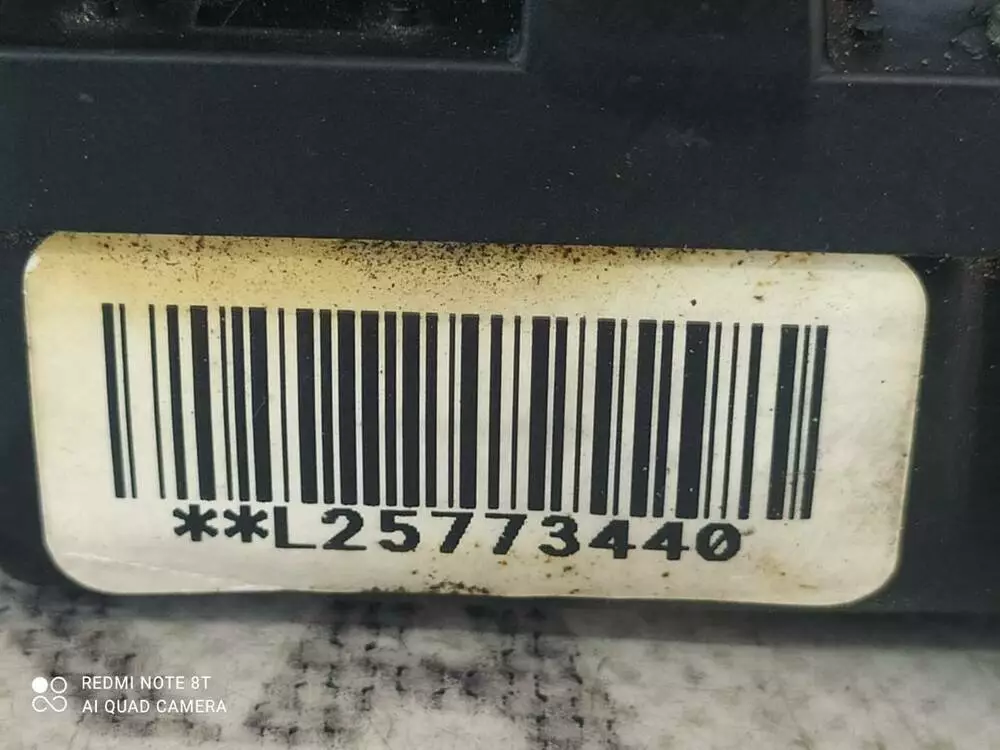 **L25773440
REDMI NOTE 8T
AI QUAD CAMERA